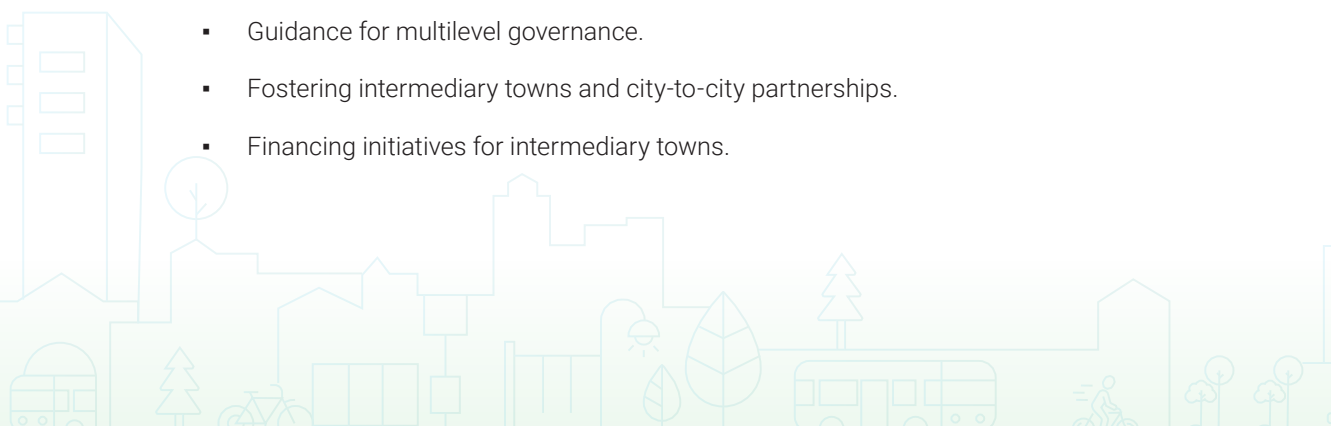 ▪ Guidance for multilevel governance.
▪ Fostering intermediary towns and city-to-city partnerships.
▪ Financing initiatives for intermediary towns.